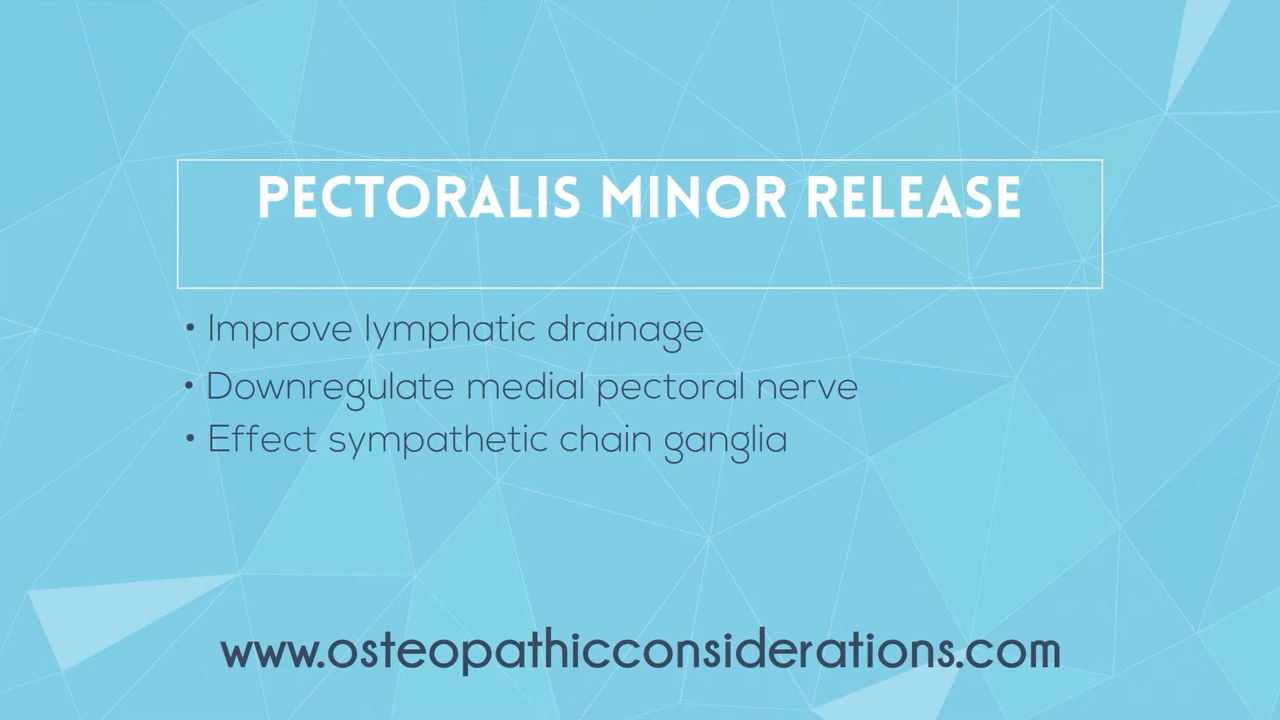 PECTORALIS MINOR RELEASE
• Improve lymphatic drainage
• Downregulate medial pectoral nerve
• Effect sympathetic chain ganglia
www.osteopathicconsiderations.com